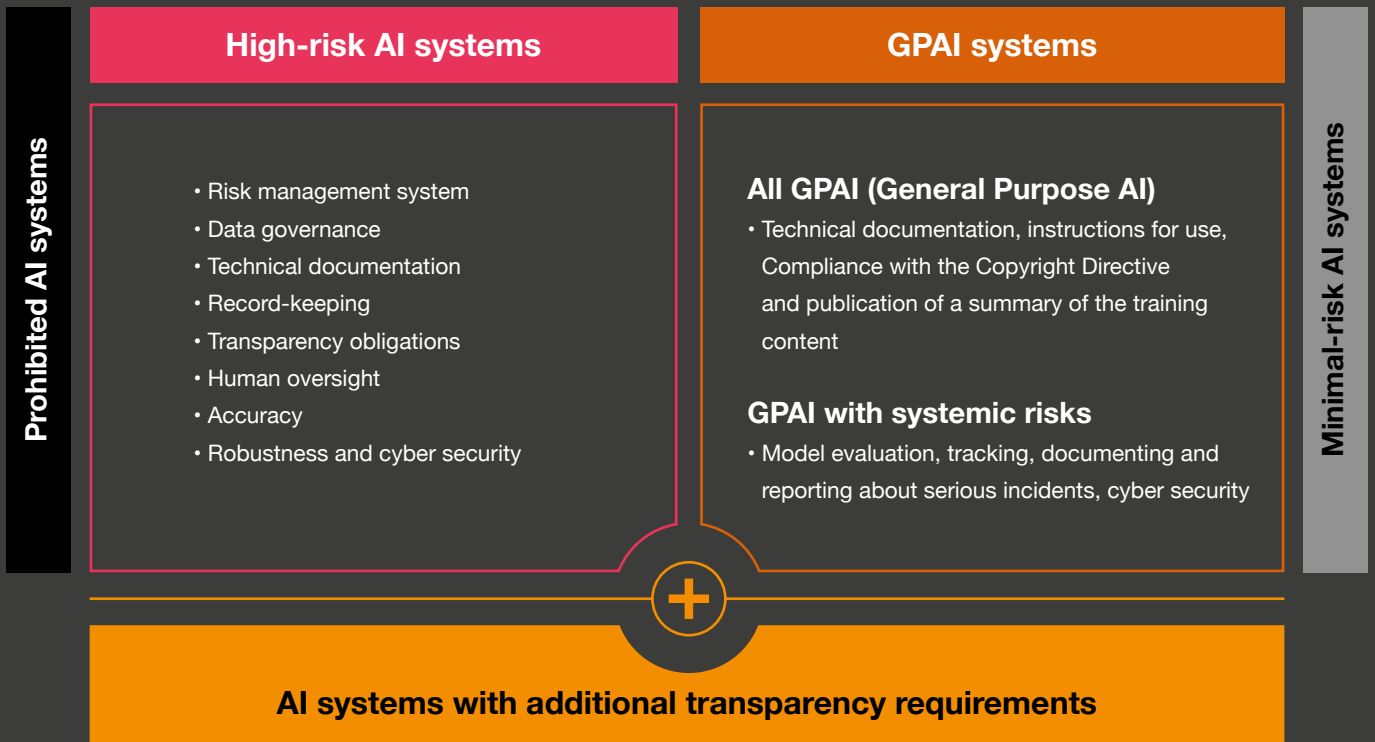 Prohibited AI systems
High-risk AI systems
• Risk management system
• Data governance
• Technical documentation
• Record-keeping
• Transparency obligations
• Human oversight
• Accuracy
• Robustness and cyber security
GPAI systems
All GPAI (General Purpose AI)
• Technical documentation, instructions for use,
Compliance with the Copyright Directive
and publication of a summary of the training
content
GPAI with systemic risks
• Model evaluation, tracking, documenting and
reporting about serious incidents, cyber security
Minimal-risk AI systems
+
AI systems with additional transparency requirements